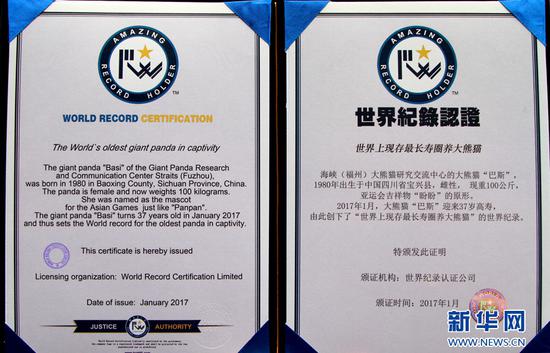 AMAZING
RECORD HOLDER
TM
WORLD RECORD CERTIFICATION
The World's oldest giant panda in captivity
The giant panda "Basi" of the Giant Panda Research
and Communication Center Straits (Fuzhou),
was born in 1980 in Baoxing County, Sichuan Province, China.
The panda is female and now weights 100 kilograms.
She was named as the mascot
for the Asian Games just like "Panpan".
The giant panda "Basi" turns 37 years old in January 2017
and thus sets the World record for the oldest panda in captivity.
This certificate is hereby issued
Licensing organization: World Record Certification Limited
Date of issue: January 2017
JUSTICE
AUTHORITY
AMAZING
RECORD HOLDER
TM
世界紀錄認證
世界上现存最长寿圈养大熊猫
海峡（福州）大熊猫研究交流中心的大熊猫“巴斯”，
1980年出生于中国四川省宝兴县，雌性， 现重100公斤，
亚运会吉祥物“盼盼”的原形。
2017年1月，大熊猫“巴斯”迎来37岁高寿，
由此创下了“世界上现存最长寿圈养大熊猫”的世界纪录。
特颁发此证明
颁证机构：世界纪录认证公司
颁证时间：2017年1月
JUSTICE
新华网
WWW.NEWS.CN